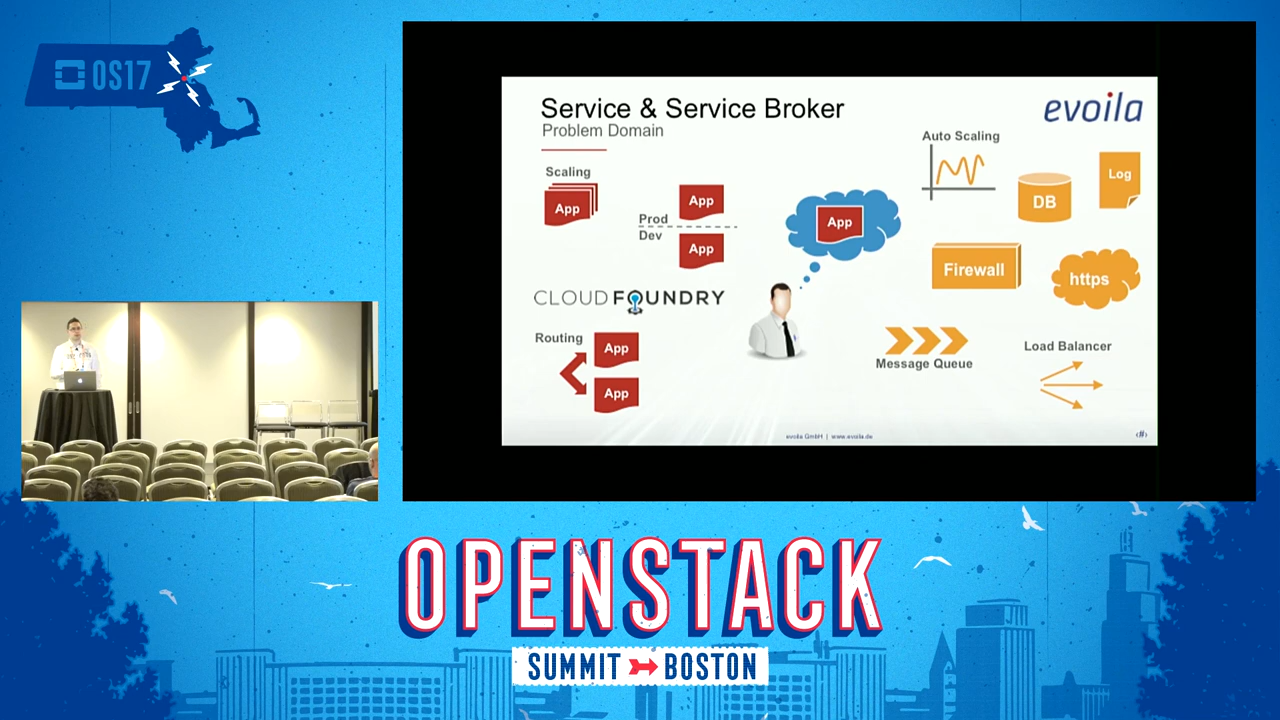 OS17
Service & Service Broker
Problem Domain
evoila
Scaling
App
Prod
Dev
App
App
CLOUD FOUNDRY
Routing
App
App
App
Auto Scaling
DB
Log
Firewall
https
Message Queue
Load Balancer
evoila GmbH | www.evoila.de
‹#›
OPENSTACK
SUMMIT BOSTON